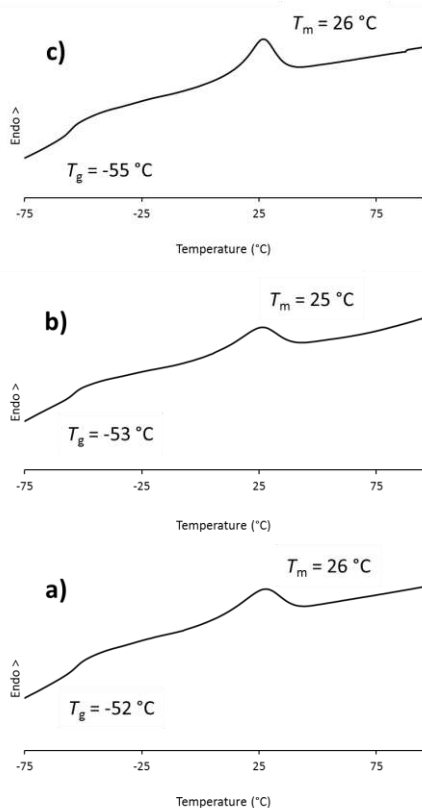 c)
Tm = 26 °C
Endo >
Tg = -55 °C
-75 -25 25 75
Temperature (°C)
b)
Tm = 25 °C
Endo >
Tg = -53 °C
-75 -25 25 75
Temperature (°C)
a)
Tm = 26 °C
Endo >
Tg = -52 °C
-75 -25 25 75
Temperature (°C)